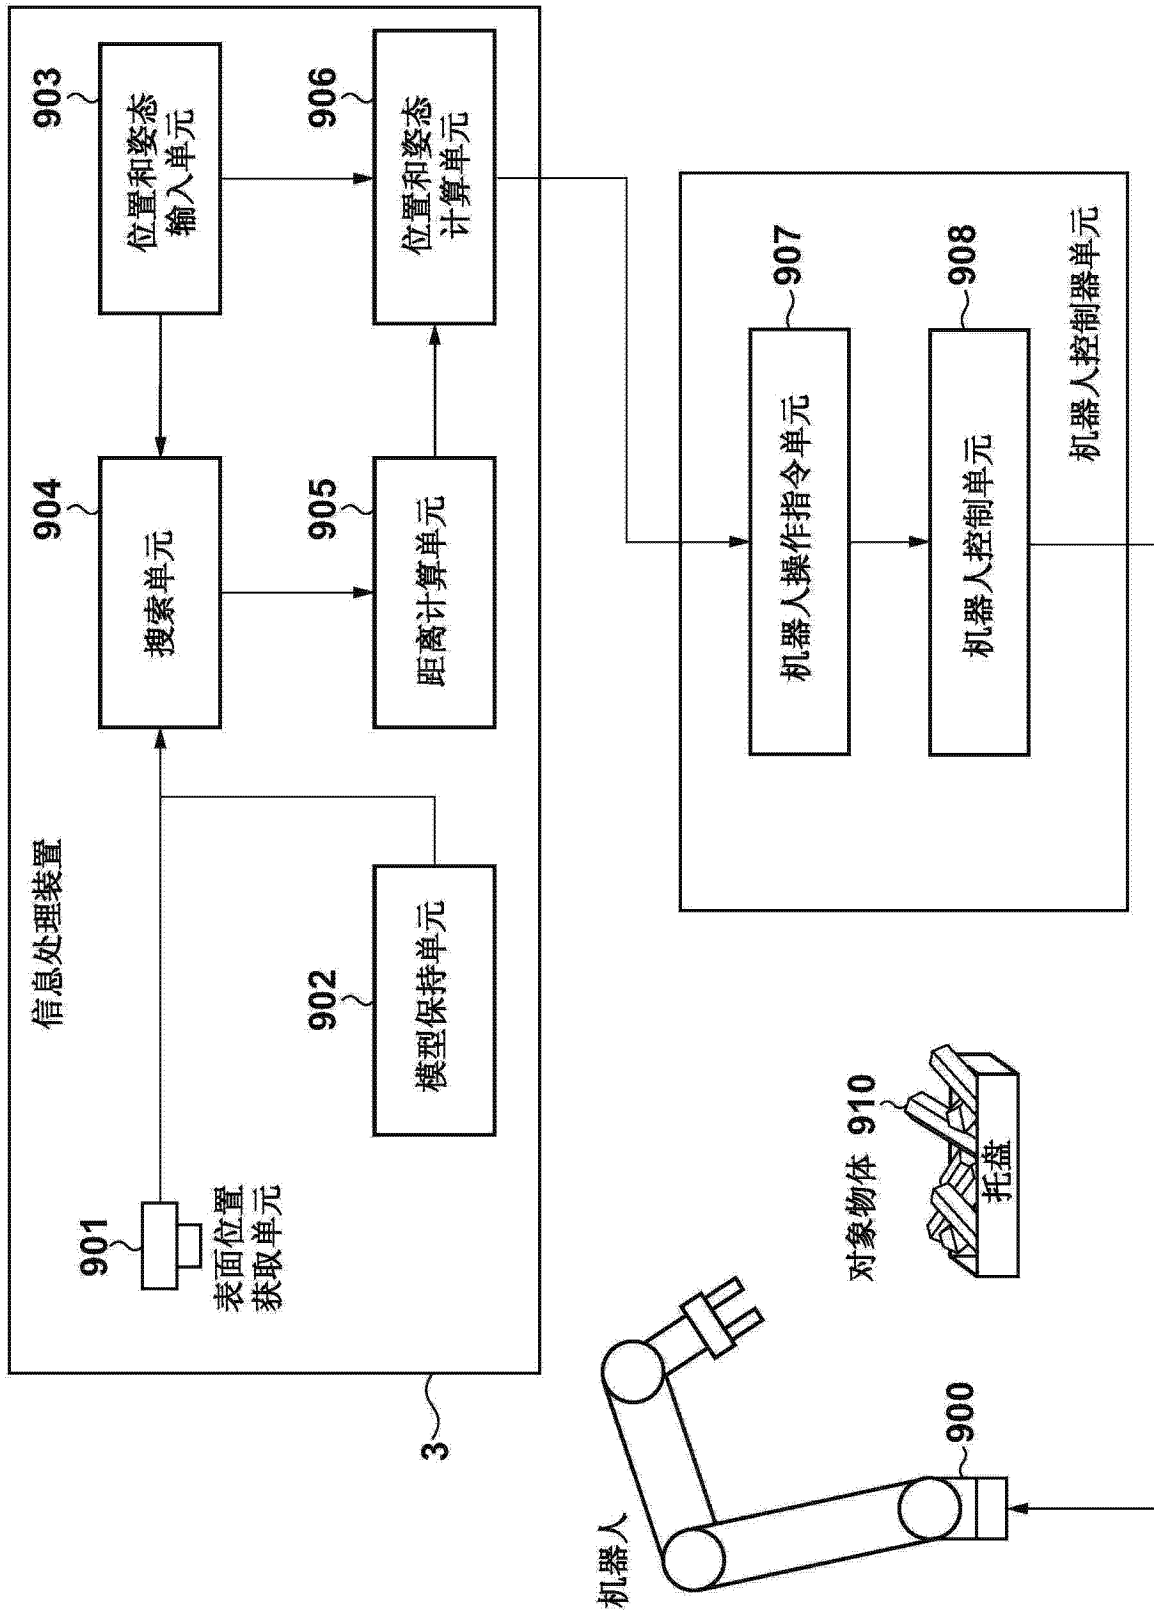 信息处理装置
901
表面位置
获取单元
904
搜索单元
903
位置和姿态
输入单元
902
模型保持单元
905
距离计算单元
906
位置和姿态
计算单元
3
机器人
900
对象物体
910
托盘
907
机器人操作指令单元
908
机器人控制单元
机器人控制器单元